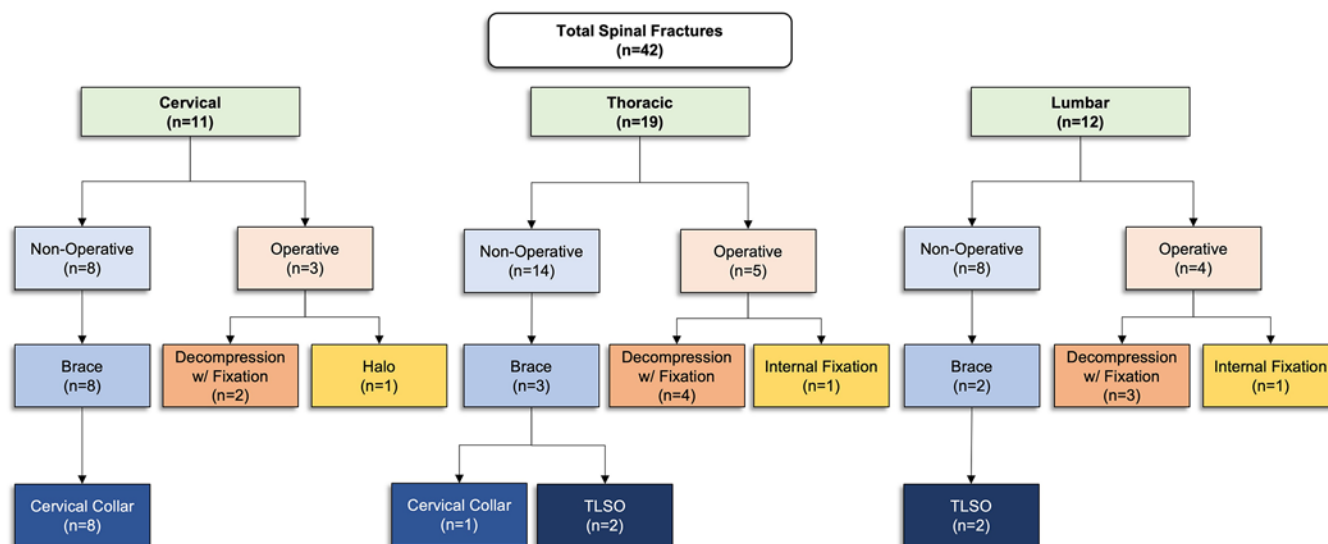 Total Spinal Fractures
(n=42)
Cervical
(n=11)
Thoracic
(n=19)
Lumbar
(n=12)
Non-Operative
(n=8)
Operative
(n=3)
Non-Operative
(n=14)
Operative
(n=5)
Non-Operative
(n=8)
Operative
(n=4)
Brace
(n=8)
Decompression
w/ Fixation
(n=2)
Halo
(n=1)
Brace
(n=3)
Decompression
w/ Fixation
(n=4)
Internal Fixation
(n=1)
Brace
(n=2)
Decompression
w/ Fixation
(n=3)
Internal Fixation
(n=1)
Cervical Collar
(n=8)
Cervical Collar
(n=1)
TLSO
(n=2)
TLSO
(n=2)